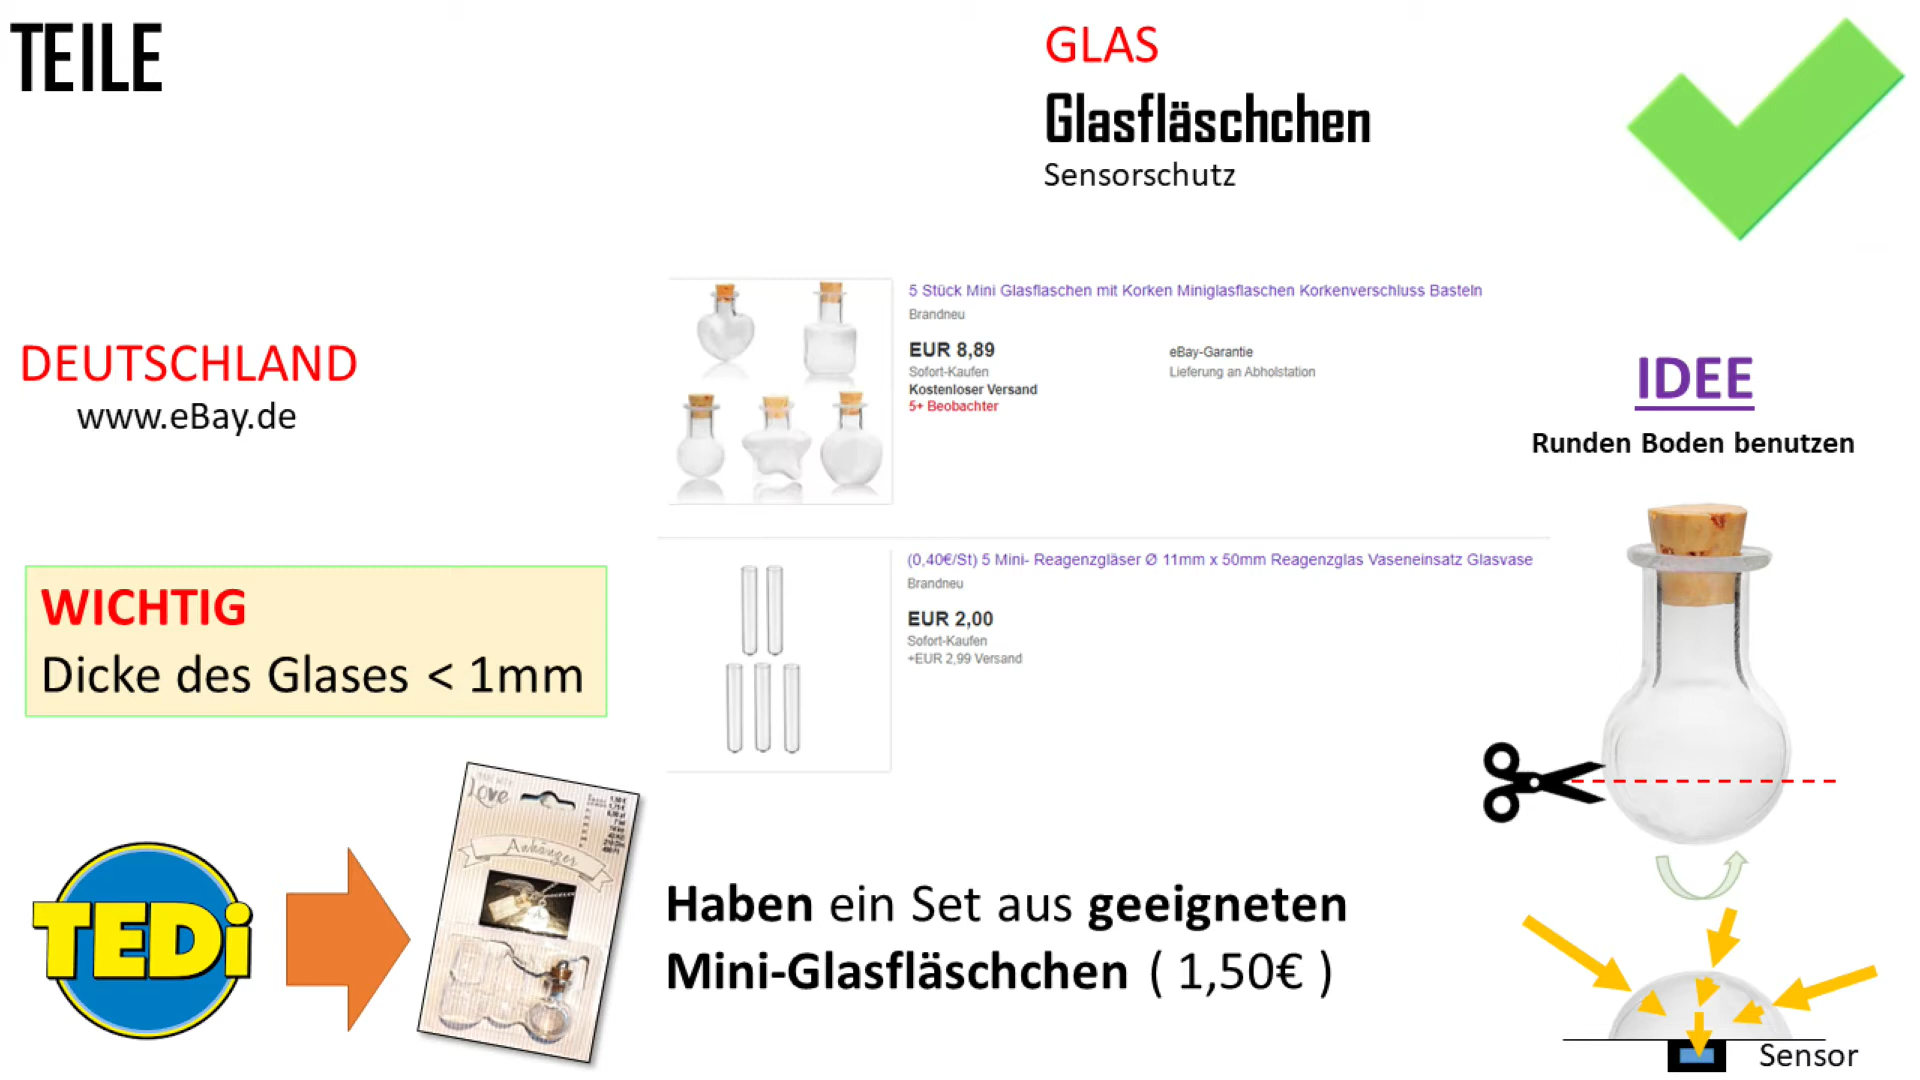 TEILE
GLAS
Glasfläschchen
Sensorschutz
5 Stück Mini Glasflaschen mit Korken Miniglasflaschen Korkenverschluss Basteln
Brandneu
EUR 8,89
Sofort-Kaufen
Kostenloser Versand
5+ Beobachter
eBay-Garantie
Lieferung an Abholstation
DEUTSCHLAND
www.eBay.de
IDEE
Runden Boden benutzen
(0,40€/St) 5 Mini- Reagenzgläser Ø 11mm x 50mm Reagenzglas Vaseneinsatz Glasvase
Brandneu
EUR 2,00
Sofort-Kaufen
+EUR 2,99 Versand
WICHTIG
Dicke des Glases < 1mm
TEDi
Love
Anhänger
Haben ein Set aus geeigneten
Mini-Glasfläschchen ( 1,50€ )
Sensor